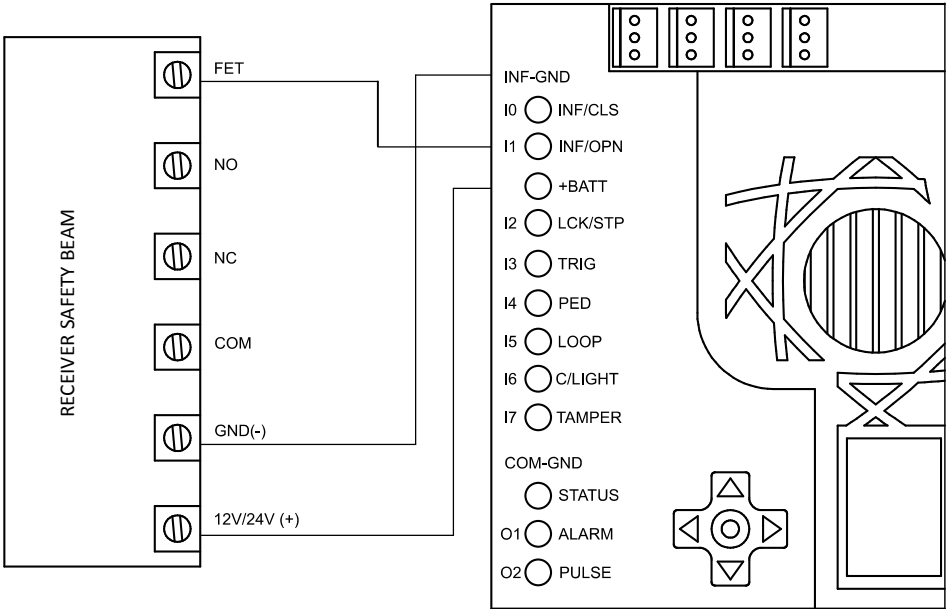 RECEIVER SAFETY BEAM
FET
NO
NC
COM
GND(-)
12V/24V (+)
INF-GND
I0 INF/CLS
I1 INF/OPN
+BATT
I2 LCK/STP
I3 TRIG
I4 PED
I5 LOOP
I6 C/LIGHT
I7 TAMPER
COM-GND
STATUS
O1 ALARM
O2 PULSE